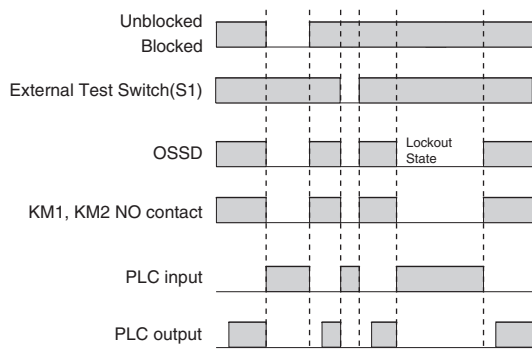 Unblocked
Blocked
External Test Switch(S1)
OSSD
Lockout
State
KM1, KM2 NO contact
PLC input
PLC output